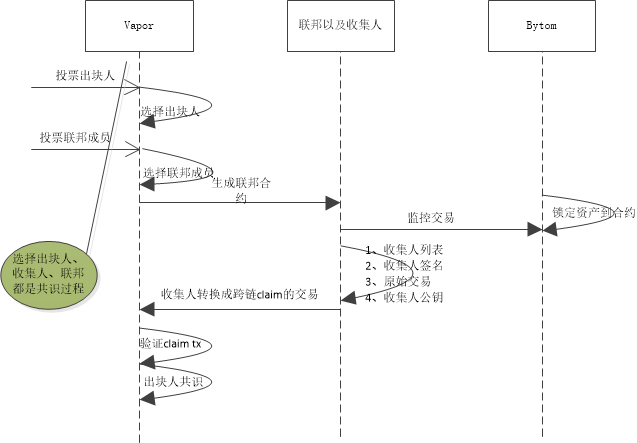 Vapor
联邦以及收集人
Bytom
投票出块人
选择出块人
投票联邦成员
选择联邦成员
生成联邦合
约
锁定资产到合约
监控交易
选择出块人、
收集人、联邦
都是共识过程
1、收集人列表
2、收集人签名
3、原始交易
4、收集人公钥
收集人转换成跨链claim的交易
验证claim tx
出块人共识